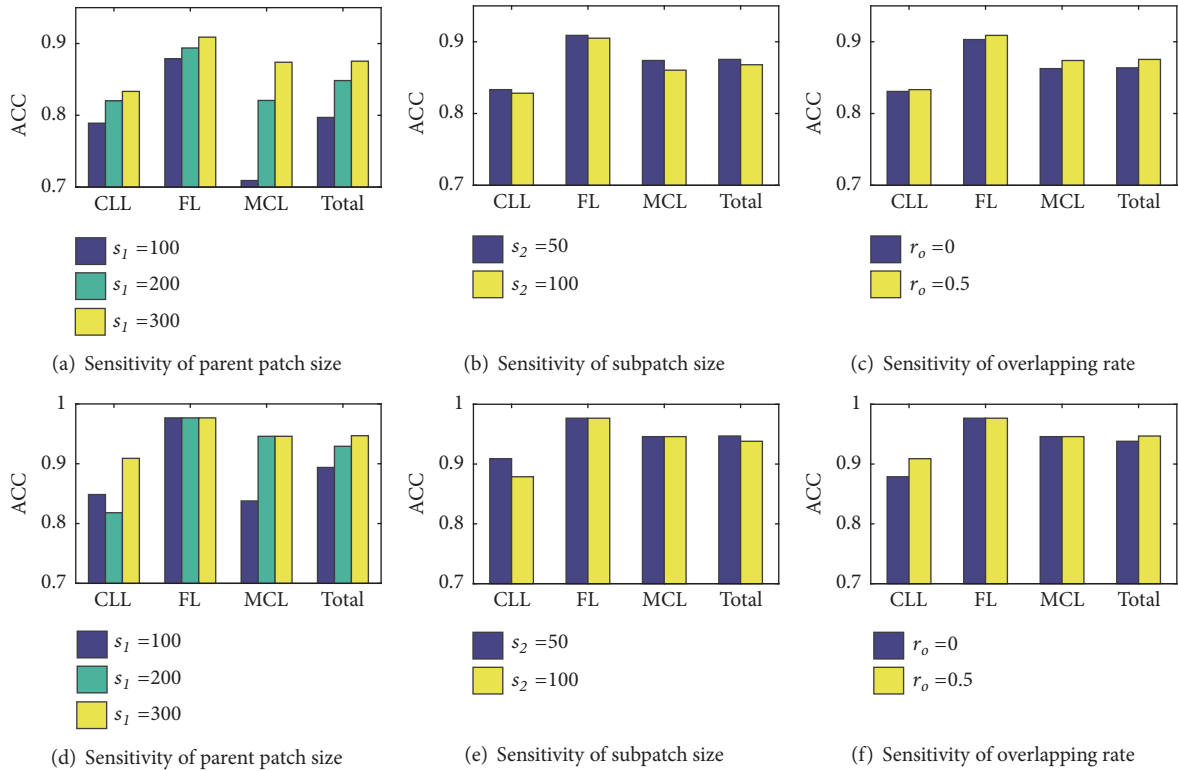 ACC
0.9
0.8
0.7
CLL FL MCL Total
s1 =100
s1 =200
s1 =300
(a) Sensitivity of parent patch size
ACC
0.9
0.8
0.7
CLL FL MCL Total
s2 =50
s2 =100
(b) Sensitivity of subpatch size
ACC
0.9
0.8
0.7
CLL FL MCL Total
ro =0
ro =0.5
(c) Sensitivity of overlapping rate
ACC
1
0.9
0.8
0.7
CLL FL MCL Total
s1 =100
s1 =200
s1 =300
(d) Sensitivity of parent patch size
ACC
1
0.9
0.8
0.7
CLL FL MCL Total
s2 =50
s2 =100
(e) Sensitivity of subpatch size
ACC
1
0.9
0.8
0.7
CLL FL MCL Total
ro =0
ro =0.5
(f) Sensitivity of overlapping rate